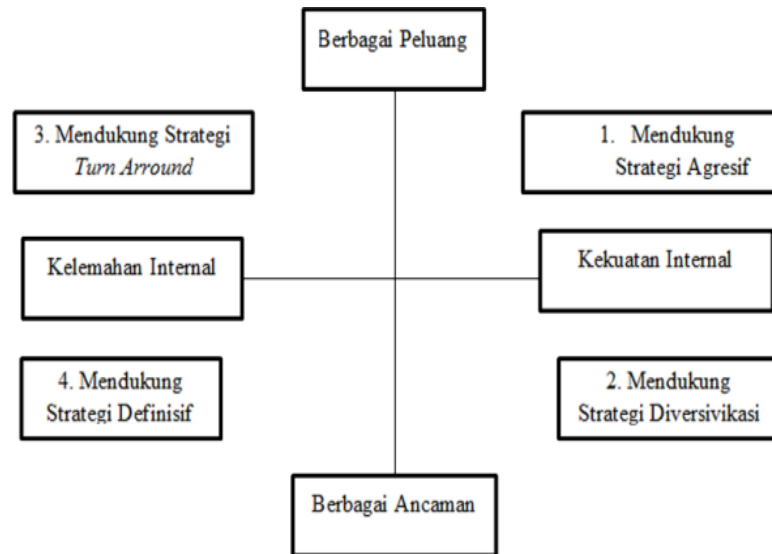 Berbagai Peluang
3. Mendukung Strategi
Turn Arround
1. Mendukung
Strategi Agresif
Kelemahan Internal
Kekuatan Internal
4. Mendukung
Strategi Definisif
2. Mendukung
Strategi Diversivikasi
Berbagai Ancaman